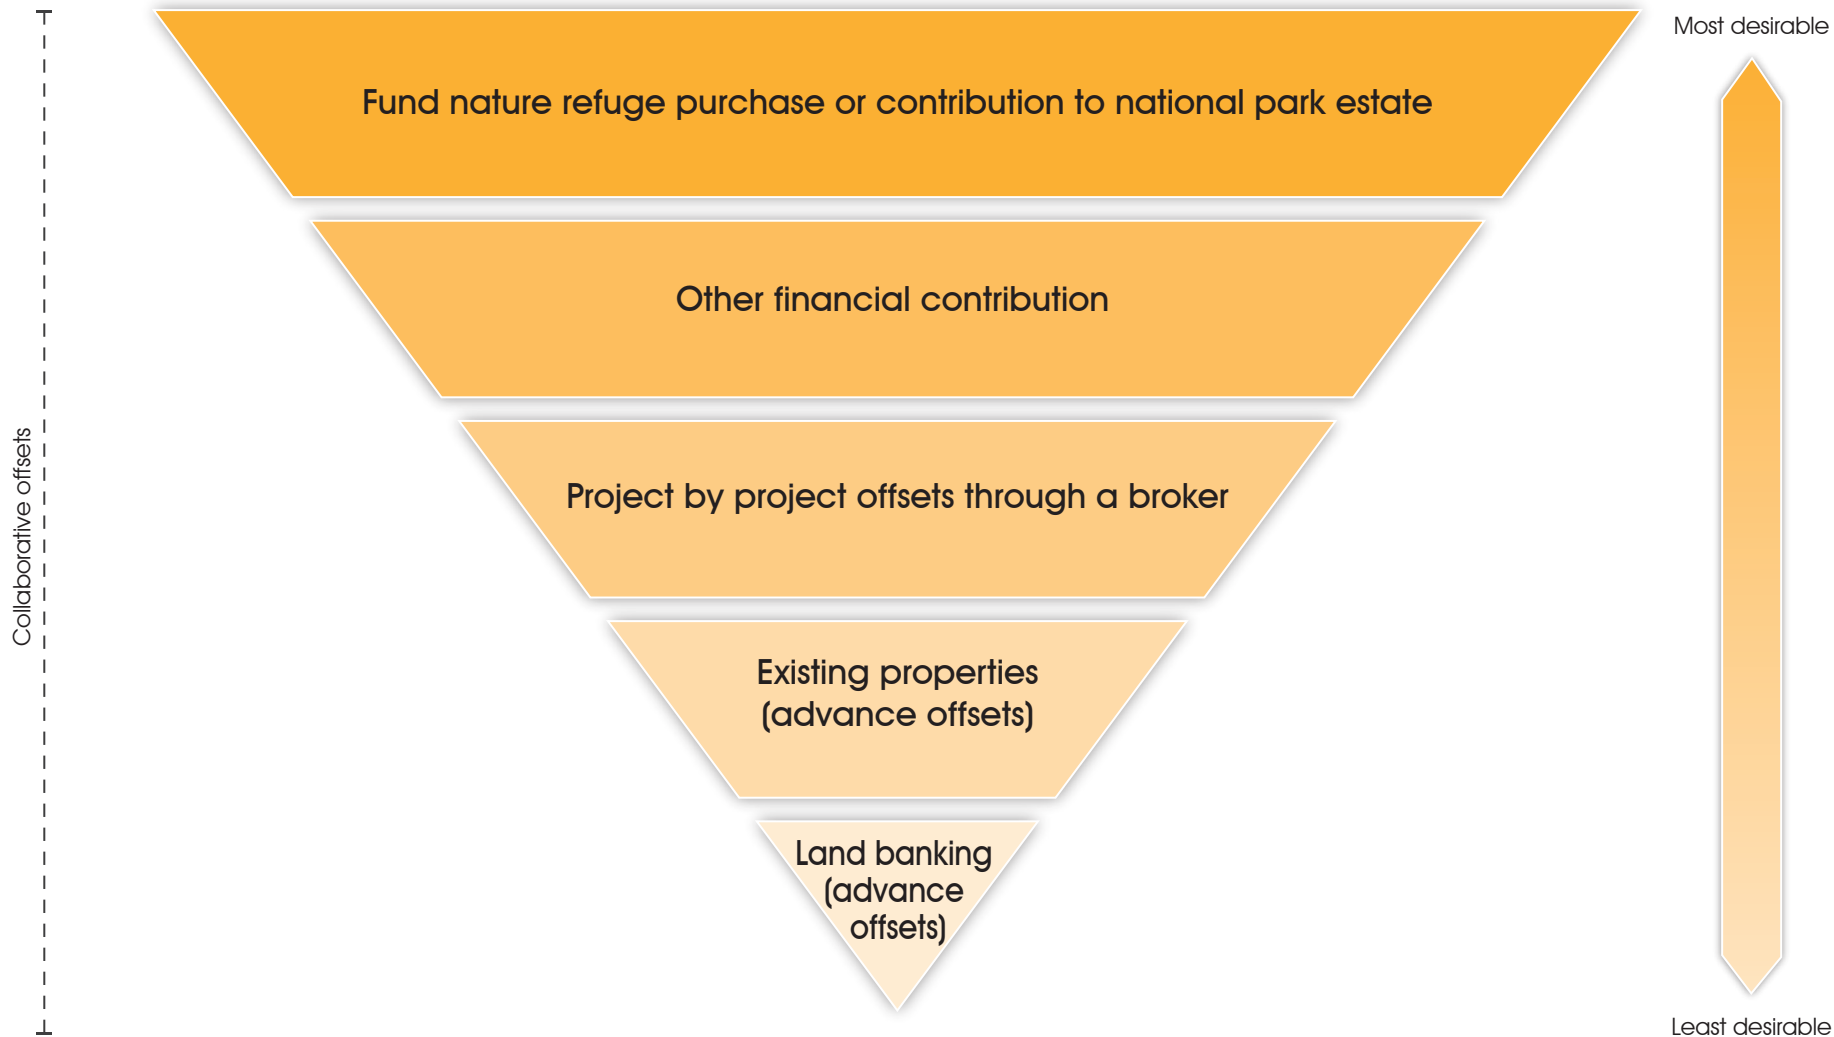 Most desirable
Fund nature refuge purchase or contribution to national park estate
Other financial contribution
Collaborative offsets
Project by project offsets through a broker
Existing properties
(advance offsets)
Land banking
(advance
offsets)
Least desirable